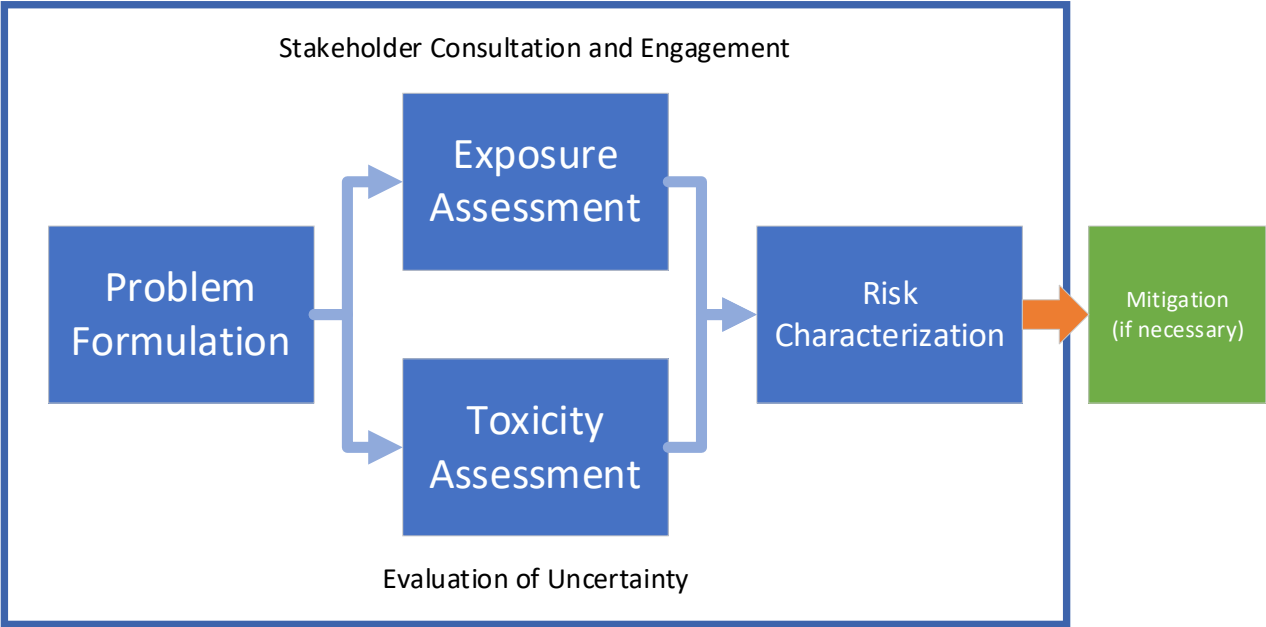 Stakeholder Consultation and Engagement
Exposure
Assessment
Problem
Formulation
Toxicity
Assessment
Risk
Characterization
Mitigation
(if necessary)
Evaluation of Uncertainty